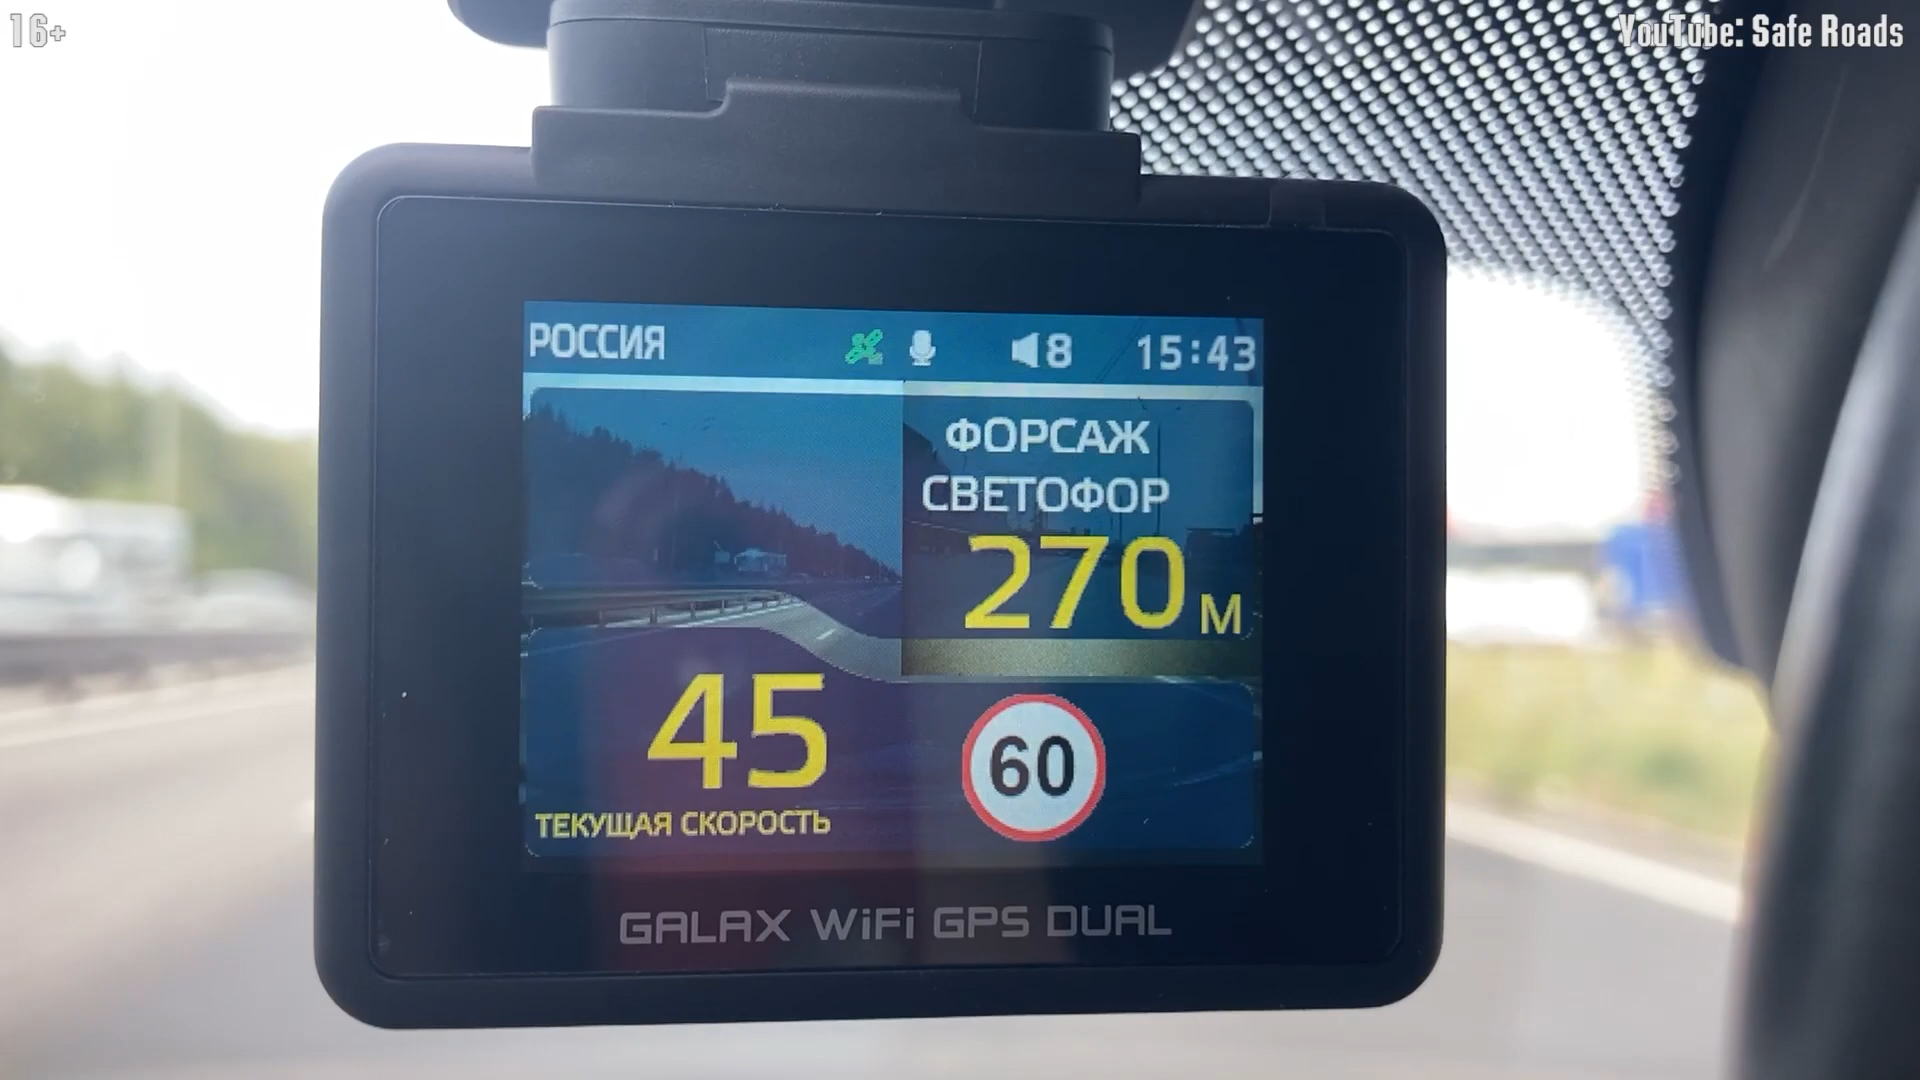 16+
YouTube: Safe Roads
РОССИЯ 8 15:43
ФОРСАЖ
СВЕТОФОР
270 М
45
60
ТЕКУЩАЯ СКОРОСТЬ
GALAX WiFi GPS DUAL